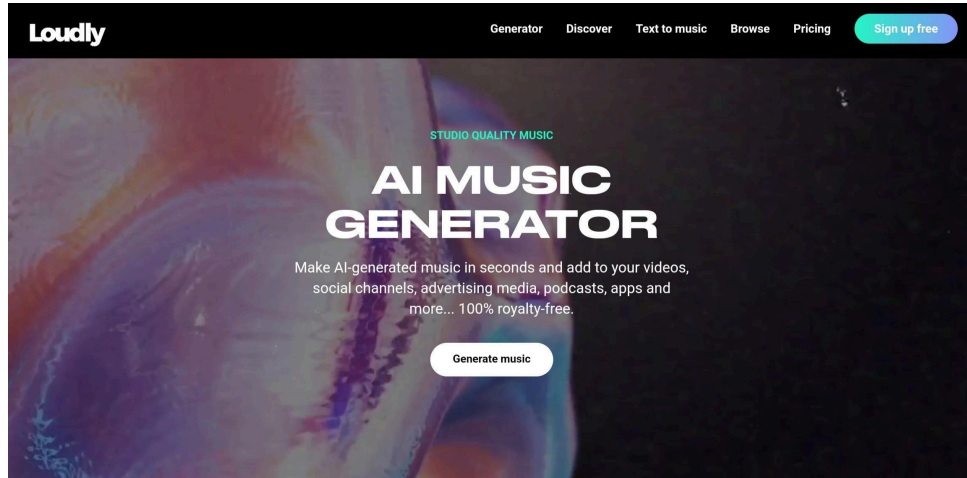 Loudly
Generator Discover Text to music Browse Pricing Sign up free
STUDIO QUALITY MUSIC
AI MUSIC
GENERATOR
Make AI-generated music in seconds and add to your videos,
social channels, advertising media, podcasts, apps and
more... 100% royalty-free.
Generate music